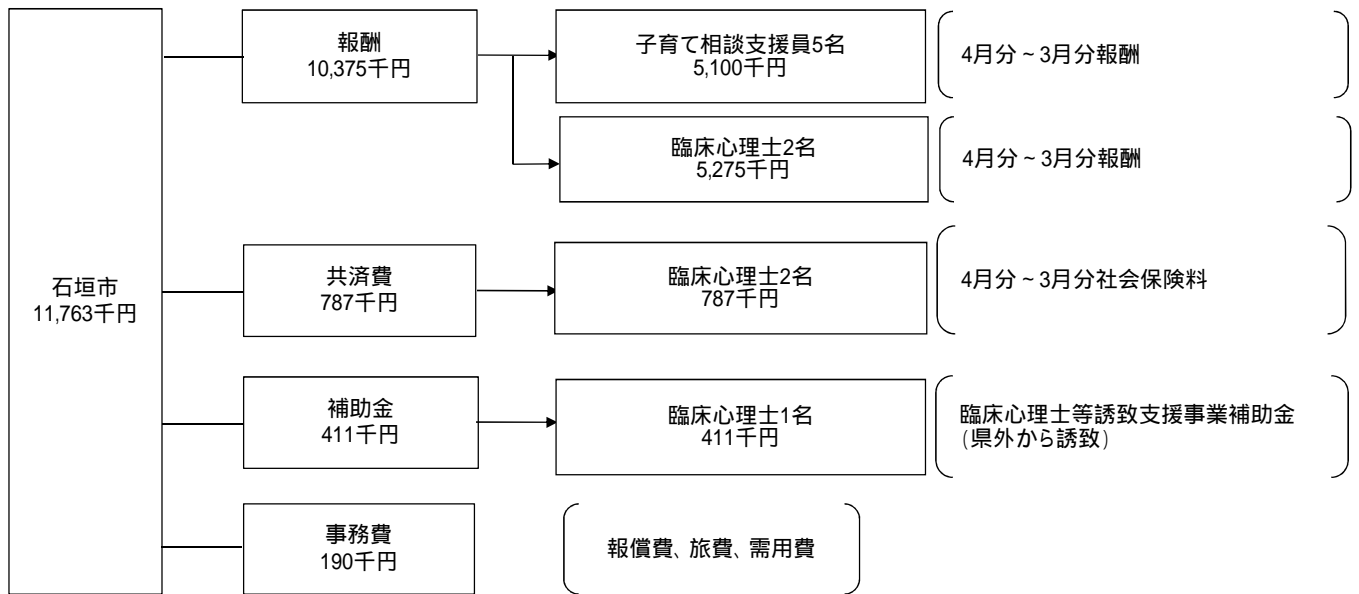 石垣市
11,763千円
報酬
10,375千円
子育て相談支援員5名
5,100千円
4月分~3月分報酬
臨床心理士2名
5,275千円
4月分~3月分報酬
共済費
787千円
臨床心理士2名
787千円
4月分~3月分社会保険料
補助金
411千円
臨床心理士1名
411千円
臨床心理士等誘致支援事業補助金
(県外から誘致)
事務費
190千円
報償費、旅費、需用費